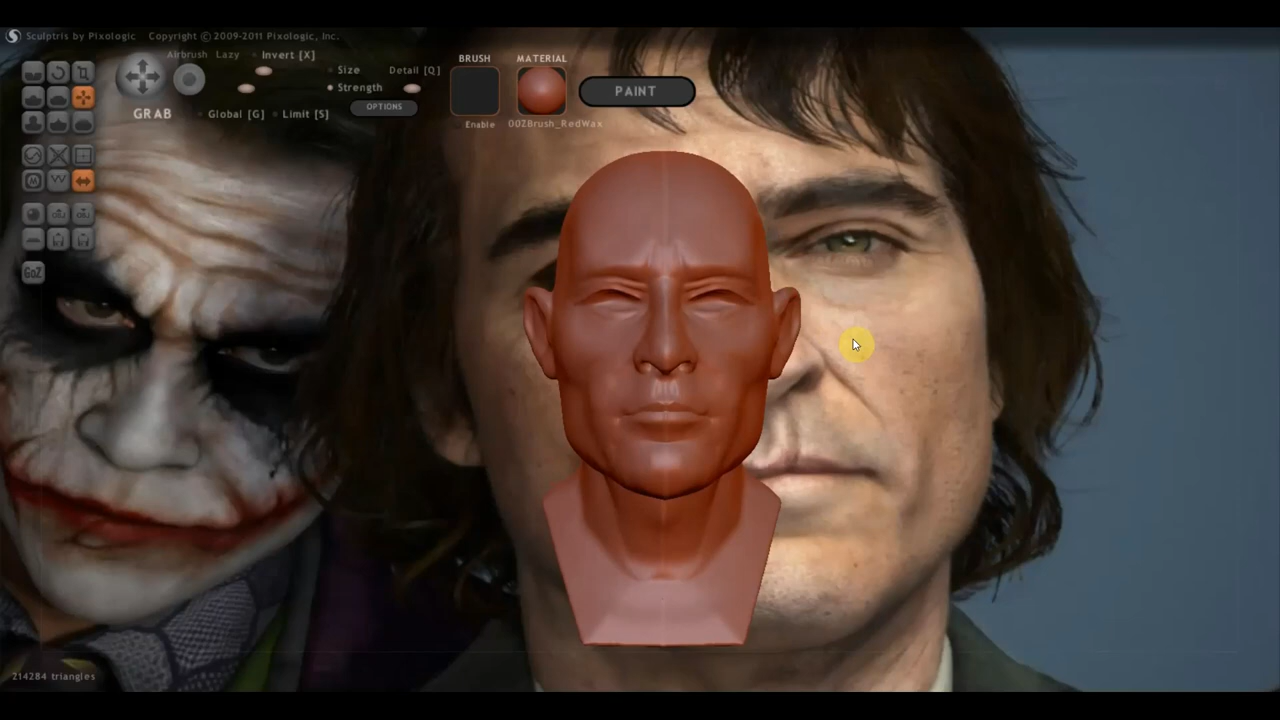 Sculptris by Pixologic Copyright © 2009-2011 Pixologic, Inc.
Airbrush Lazy Invert [X]
Size Detail [Q]
Strength
OPTIONS
GRAB Global [G] Limit [S]
BRUSH
Enable
MATERIAL
00ZBrush_RedWax
PAINT
GoZ
214284 triangles